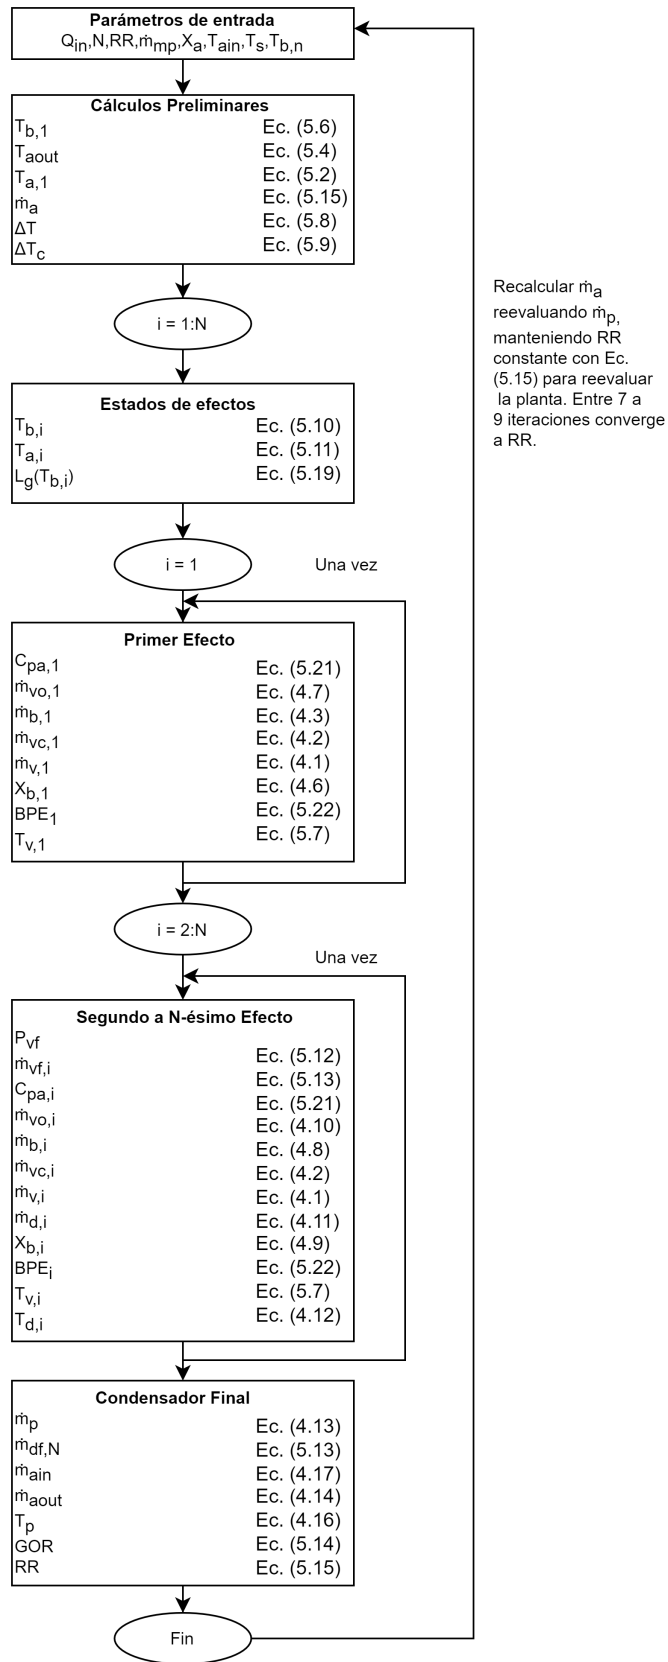 Parámetros de entrada
Qin,N,RR,ṁmp,Xa,Tain,Ts,Tb,n
Cálculos Preliminares
Tb,1 Ec. (5.6)
Taout Ec. (5.4)
Ta,1 Ec. (5.2)
ṁa Ec. (5.15)
ΔT Ec. (5.8)
ΔTc Ec. (5.9)
Recalcular ṁa
reevaluando ṁp,
manteniendo RR
constante con Ec.
(5.15) para reevaluar
la planta. Entre 7 a
9 iteraciones converge
a RR.
i = 1:N
Estados de efectos
Tb,i Ec. (5.10)
Ta,i Ec. (5.11)
Lg(Tb,i) Ec. (5.19)
i = 1
Una vez
Primer Efecto
Cpa,1 Ec. (5.21)
ṁvo,1 Ec. (4.7)
ṁb,1 Ec. (4.3)
ṁvc,1 Ec. (4.2)
ṁv,1 Ec. (4.1)
Xb,1 Ec. (4.6)
BPE1 Ec. (5.22)
Tv,1 Ec. (5.7)
i = 2:N
Una vez
Segundo a N-ésimo Efecto
Pvf Ec. (5.12)
ṁvf,i Ec. (5.13)
Cpa,i Ec. (5.21)
ṁvo,i Ec. (4.10)
ṁb,i Ec. (4.8)
ṁvc,i Ec. (4.2)
ṁv,i Ec. (4.1)
ṁd,i Ec. (4.11)
Xb,i Ec. (4.9)
BPEi Ec. (5.22)
Tv,i Ec. (5.7)
Td,i Ec. (4.12)
Condensador Final
ṁp Ec. (4.13)
ṁdf,N Ec. (5.13)
ṁain Ec. (4.17)
ṁaout Ec. (4.14)
Tp Ec. (4.16)
GOR Ec. (5.14)
RR Ec. (5.15)
Fin